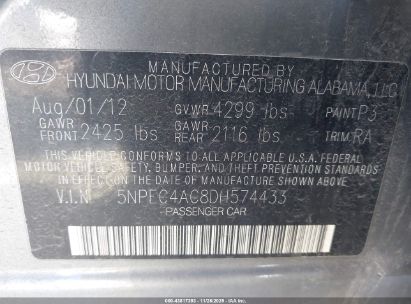 MANUFACTURED BY
HYUNDAI MOTOR MANUFACTURING ALABAMA, LLC
Aug/01/12 GVWR 4299 lbs PAINT P3
GAWR FRONT 2425 lbs GAWR REAR 2116 lbs TRIM RA
THIS VEHICLE CONFORMS TO ALL APPLICABLE U.S.A. FEDERAL
MOTOR VEHICLE SAFETY, BUMPER, AND THEFT PREVENTION STANDARDS
IN EFFECT ON THE DATE OF MANUFACTURE SHOWN ABOVE.
V.I.N 5NPEC4AC8DH574433
PASSENGER CAR